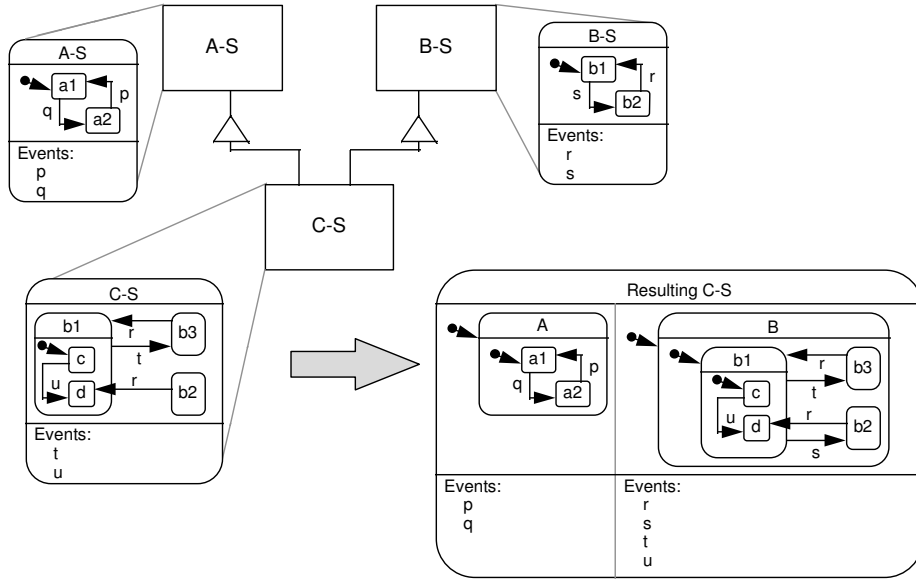 A-S
B-S
A-S
a1
p
q
a2
Events:
p
q
B-S
b1
r
s
b2
Events:
r
s
C-S
C-S
b1
b3
r
c
t
u
r
d
b2
Events:
t
u
Resulting C-S
A
a1
p
q
a2
B
b1
b3
r
c
t
r
u
d
b2
s
Events:
p
q
Events:
r
s
t
u